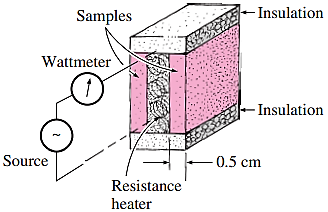 Samples
Insulation
Wattmeter
~
Insulation
Source
0.5 cm
Resistance
heater